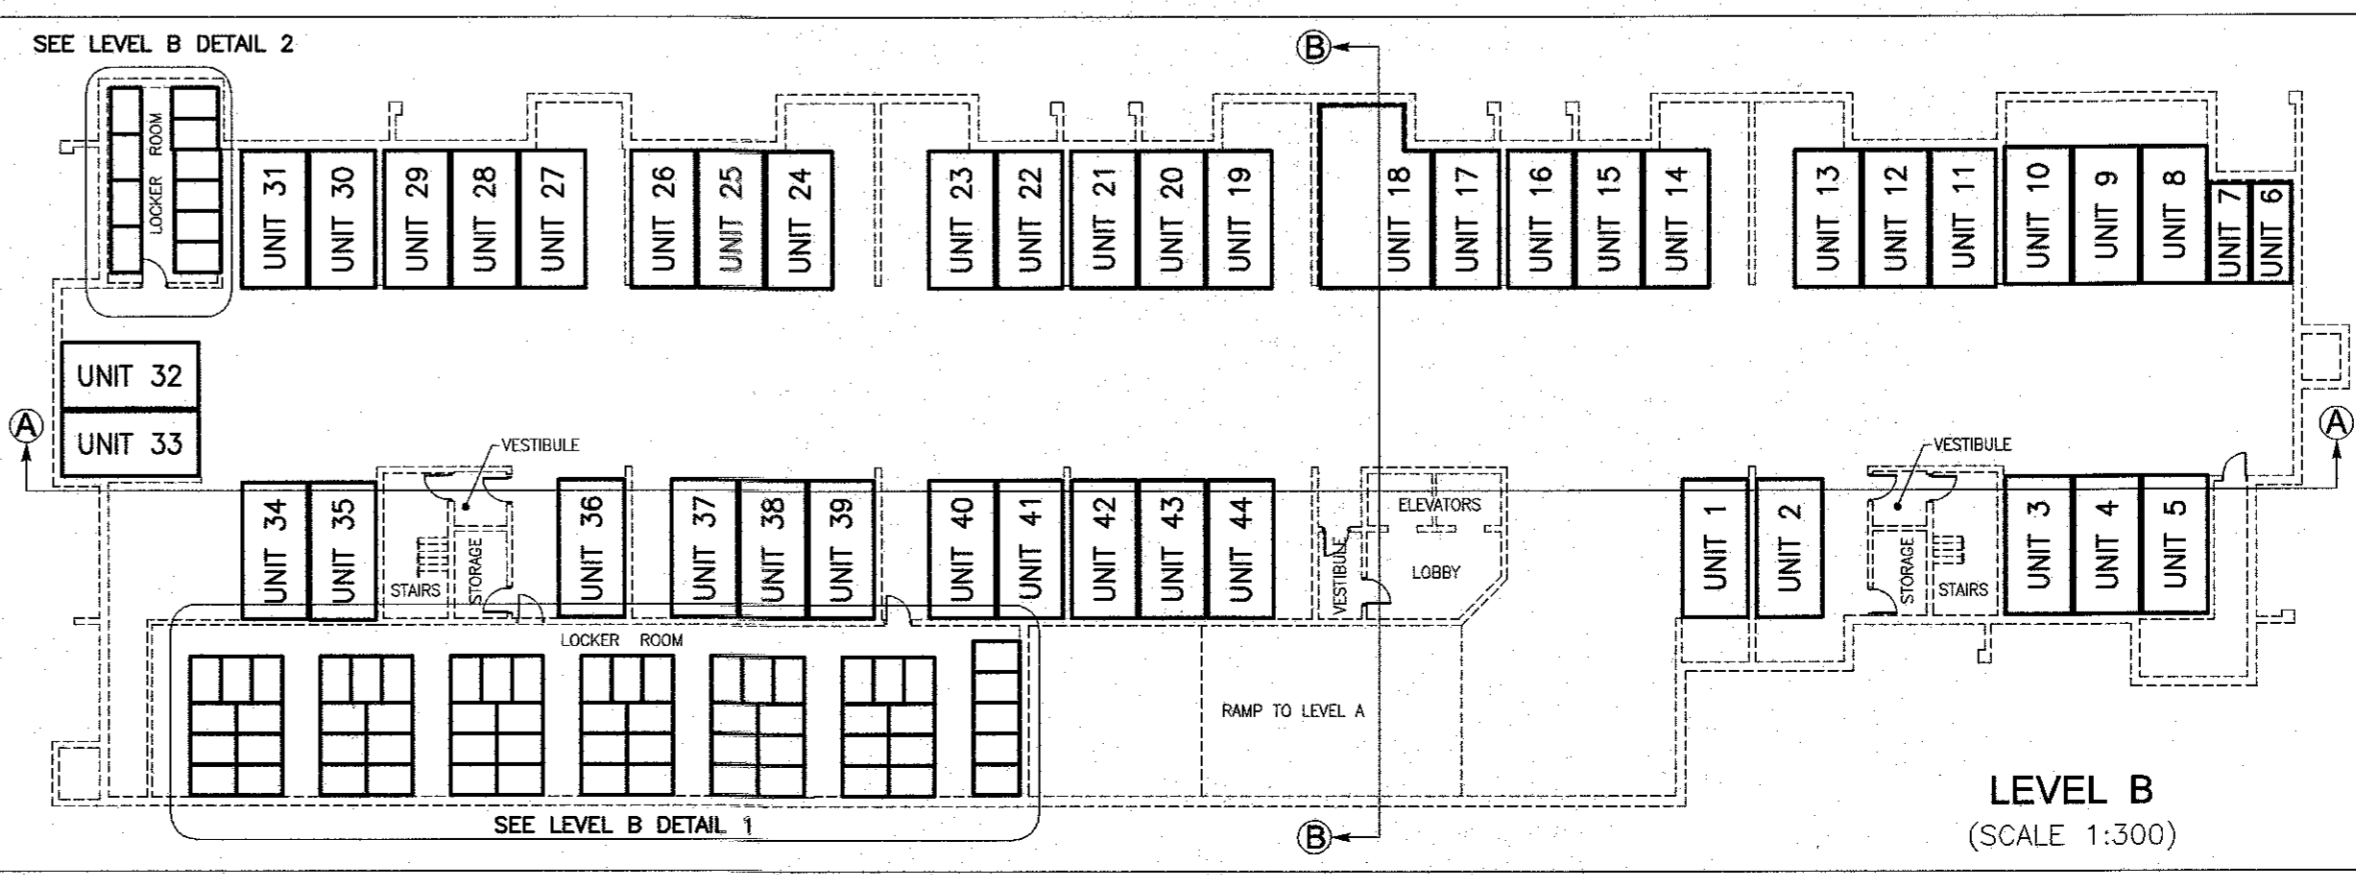 SEE LEVEL B DETAIL 2
B
LOCKER ROOM
UNIT 31
UNIT 30
UNIT 29
UNIT 28
UNIT 27
UNIT 26
UNIT 25
UNIT 24
UNIT 23
UNIT 22
UNIT 21
UNIT 20
UNIT 19
UNIT 18
UNIT 17
UNIT 16
UNIT 15
UNIT 14
UNIT 13
UNIT 12
UNIT 11
UNIT 10
UNIT 9
UNIT 8
UNIT 7
UNIT 6
UNIT 32
UNIT 33
A
A
VESTIBULE
VESTIBULE
UNIT 34
UNIT 35
STAIRS
STORAGE
UNIT 36
UNIT 37
UNIT 38
UNIT 39
UNIT 40
UNIT 41
UNIT 42
UNIT 43
UNIT 44
VESTIBULE
ELEVATORS
LOBBY
UNIT 1
UNIT 2
STORAGE
STAIRS
UNIT 3
UNIT 4
UNIT 5
LOCKER ROOM
RAMP TO LEVEL A
SEE LEVEL B DETAIL 1
B
LEVEL B
(SCALE 1:300)